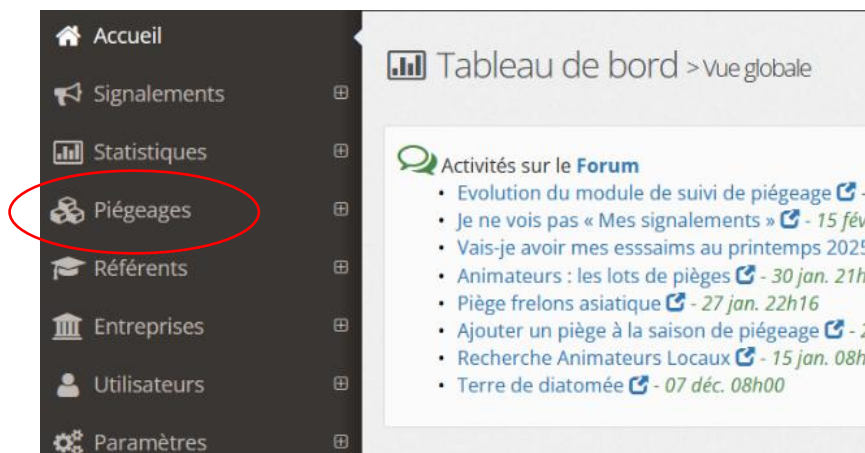 Accueil
Signalements
Statistiques
Piégeages
Référents
Entreprises
Utilisateurs
Paramètres
Tableau de bord > Vue globale
Activités sur le Forum
• Evolution du module de suivi de piégeage -
• Je ne vois pas « Mes signalements » - 15 fév
• Vais-je avoir mes esssaims au printemps 2025
• Animateurs : les lots de pièges - 30 jan. 21h
• Piège frelons asiatique - 27 jan. 22h16
• Ajouter un piège à la saison de piégeage - 2
• Recherche Animateurs Locaux - 15 jan. 08h
• Terre de diatomée - 07 déc. 08h00